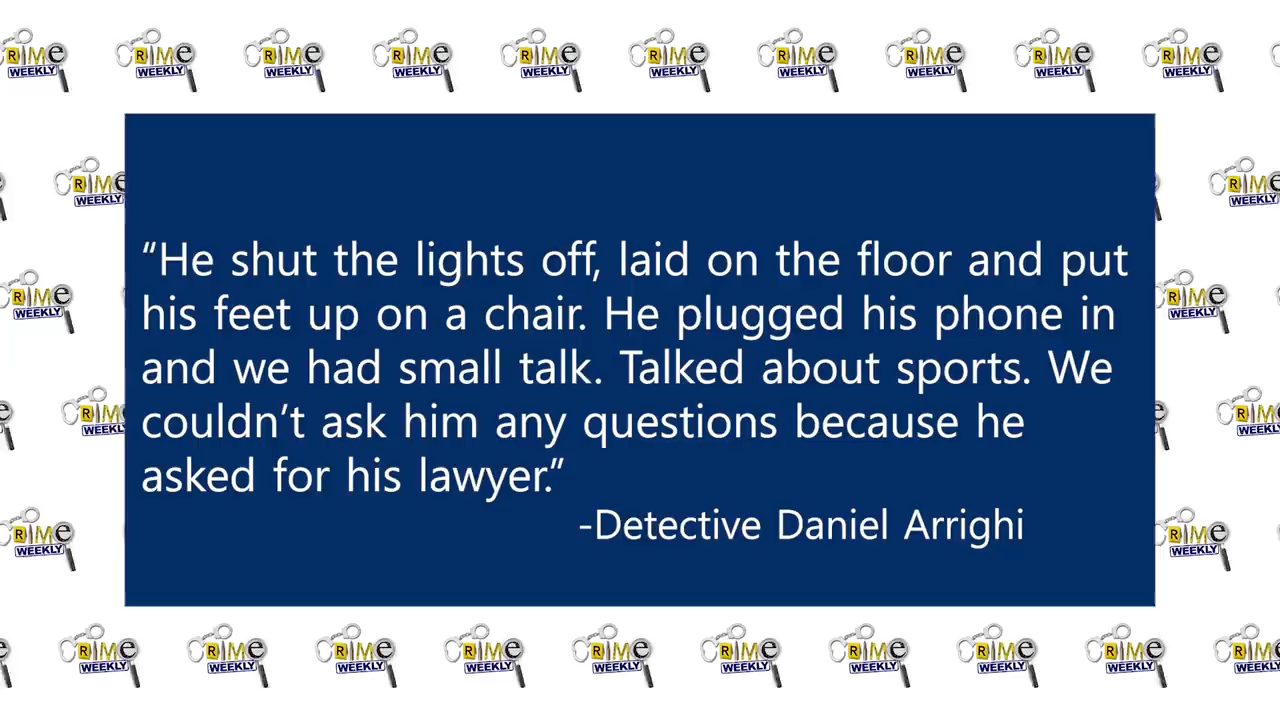 “He shut the lights off, laid on the floor and put
his feet up on a chair. He plugged his phone in
and we had small talk. Talked about sports. We
couldn’t ask him any questions because he
asked for his lawyer.”
-Detective Daniel Arrighi
CRIMe
WEEKLY